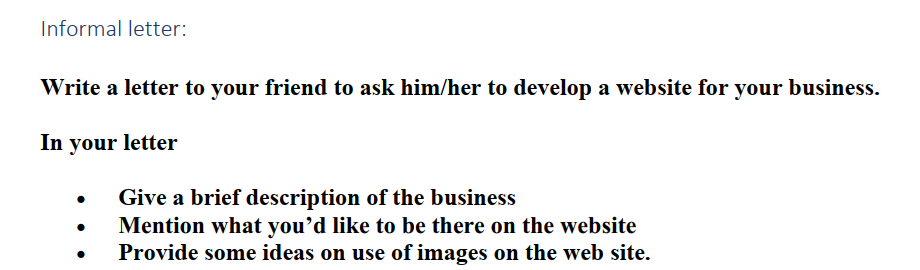 Informal letter:
Write a letter to your friend to ask him/her to develop a website for your business.
In your letter
• Give a brief description of the business
• Mention what you’d like to be there on the website
• Provide some ideas on use of images on the web site.